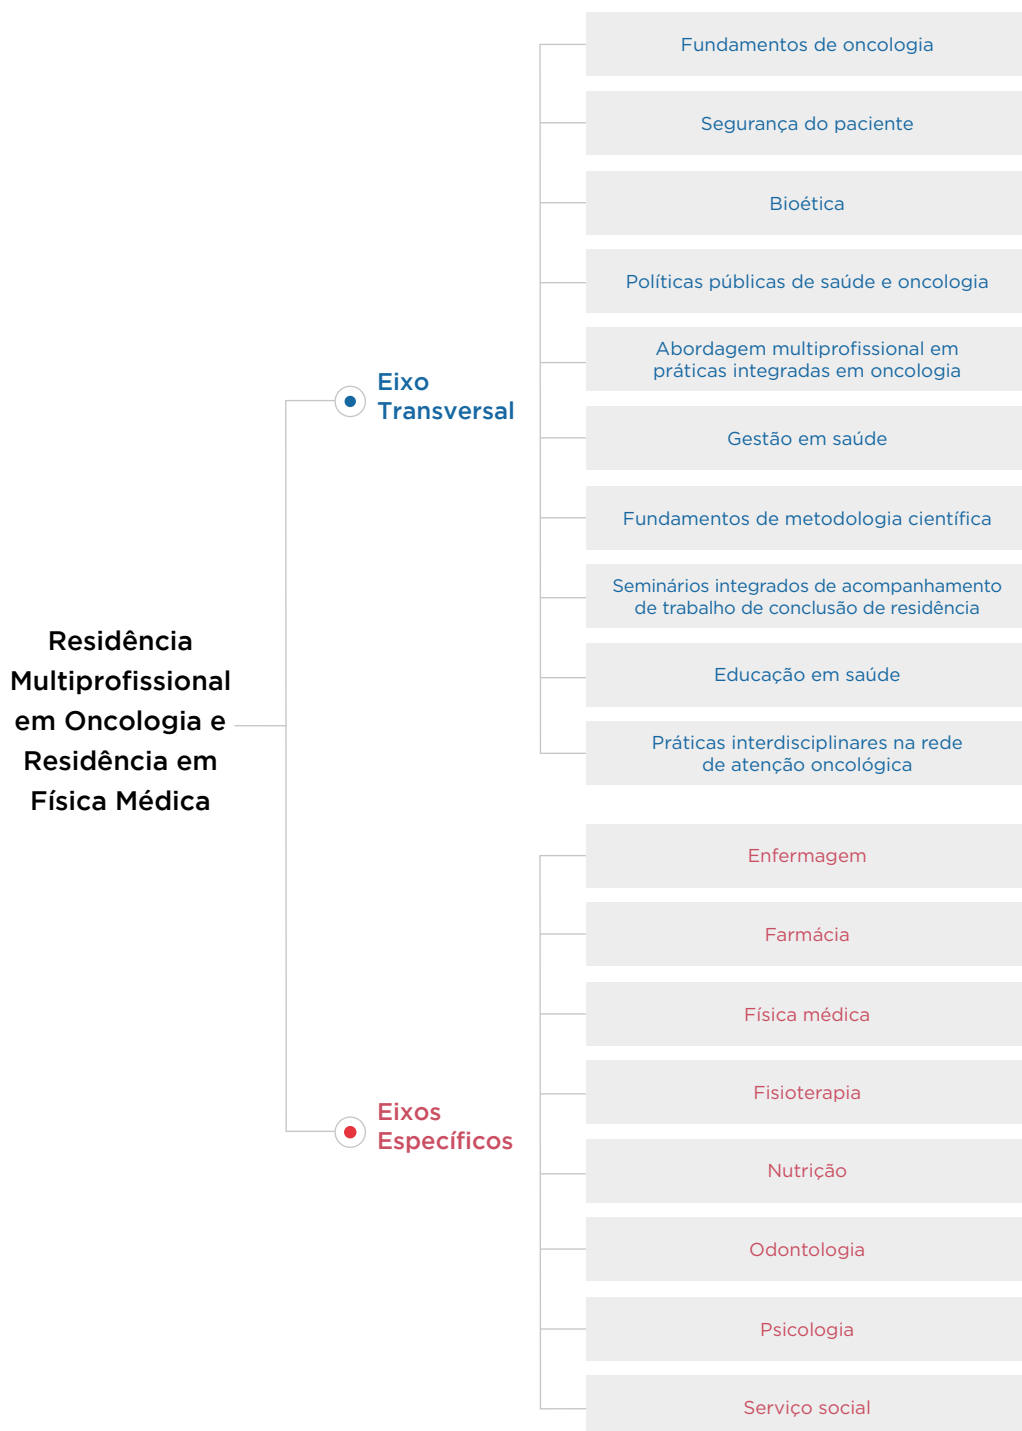 Residência
Multiprofissional
em Oncologia e
Residência em
Física Médica
Eixo
Transversal
Fundamentos de oncologia
Segurança do paciente
Bioética
Políticas públicas de saúde e oncologia
Abordagem multiprofissional em
práticas integradas em oncologia
Gestão em saúde
Fundamentos de metodologia científica
Seminários integrados de acompanhamento
de trabalho de conclusão de residência
Educação em saúde
Práticas interdisciplinares na rede
de atenção oncológica
Eixos
Específicos
Enfermagem
Farmácia
Física médica
Fisioterapia
Nutrição
Odontologia
Psicologia
Serviço social